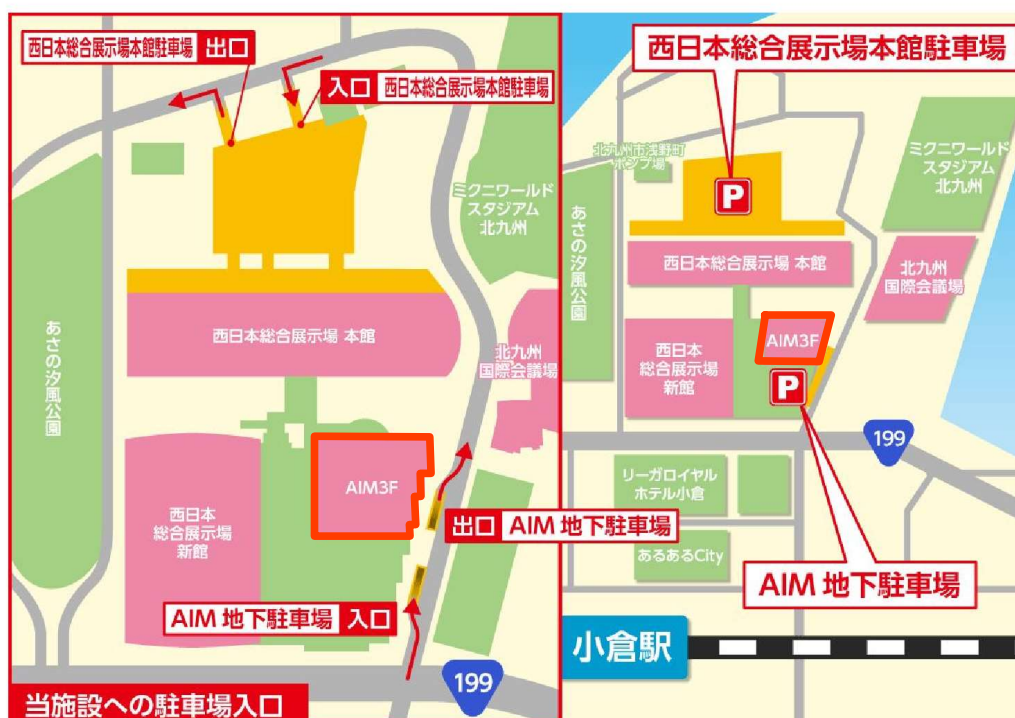 西日本総合展示場本館駐車場 出口
入口 西日本総合展示場本館駐車場
ミクニワールド
スタジアム
北九州
あさの汐風公園
西日本総合展示場 本館
北九州
国際会議場
AIM3F
西日本
総合展示場
新館
出口 AIM 地下駐車場
AIM 地下駐車場 入口
199
当施設への駐車場入口
西日本総合展示場本館駐車場
北九州市浅野町
ポンプ場
P
ミクニワールド
スタジアム
北九州
あさの汐風公園
西日本総合展示場 本館
北九州
国際会議場
AIM3F
西日本
総合展示場
新館
P
199
リーガロイヤル
ホテル小倉
あるあるCity
AIM 地下駐車場
小倉駅